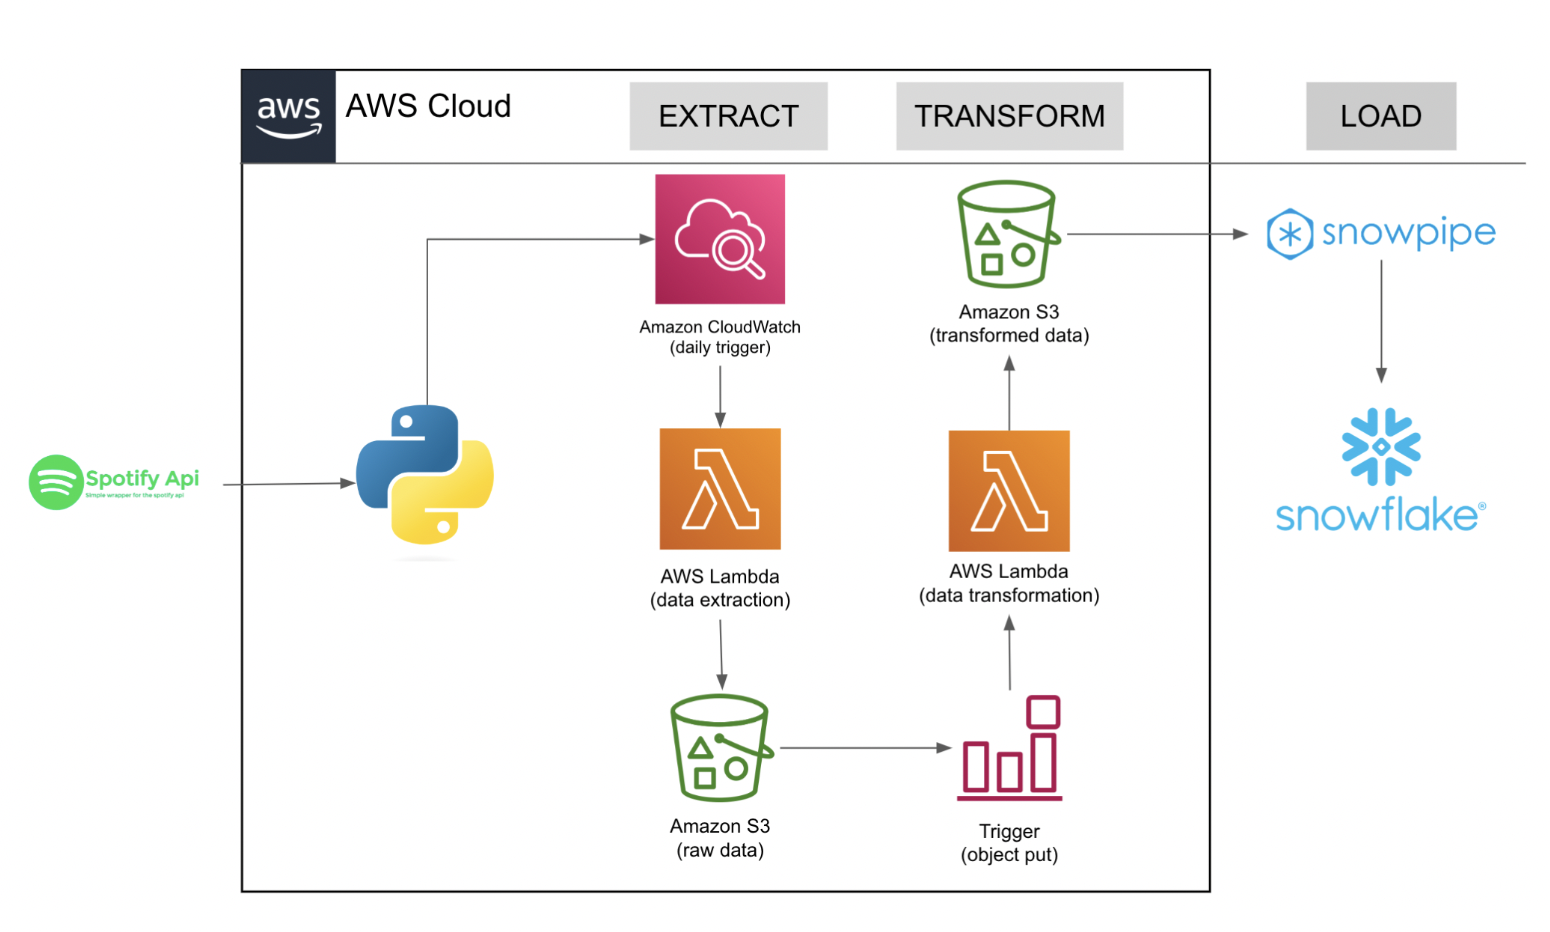 aws
AWS Cloud
EXTRACT
TRANSFORM
LOAD
Spotify Api
Simple wrapper for the spotify api
Amazon CloudWatch
(daily trigger)
AWS Lambda
(data extraction)
Amazon S3
(raw data)
Trigger
(object put)
AWS Lambda
(data transformation)
Amazon S3
(transformed data)
snowpipe
snowflake®